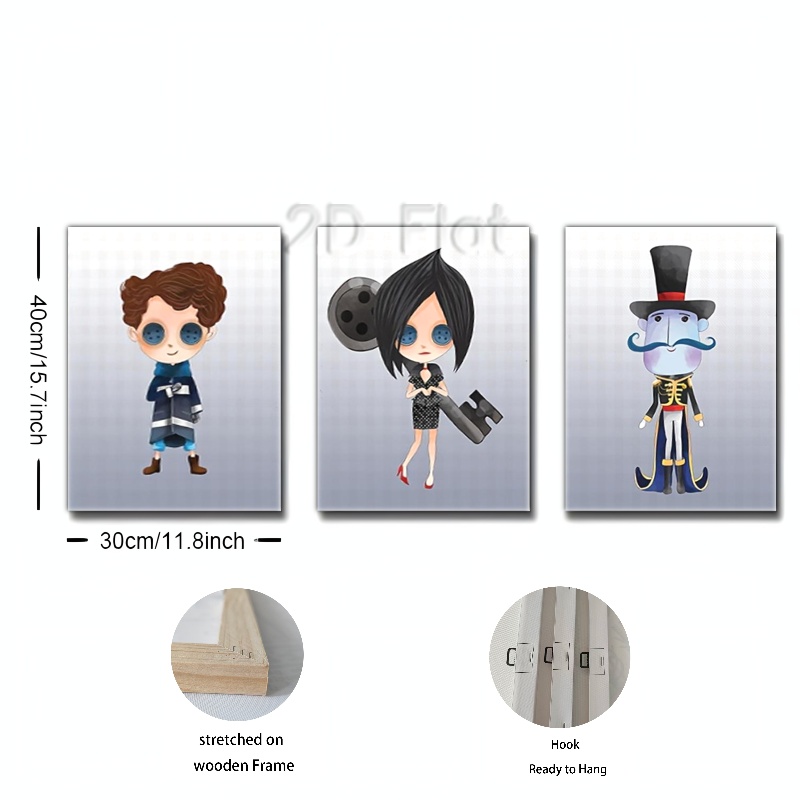 2D Flat
40cm/15.7inch
30cm/11.8inch
stretched on
wooden Frame
Hook
Ready to Hang